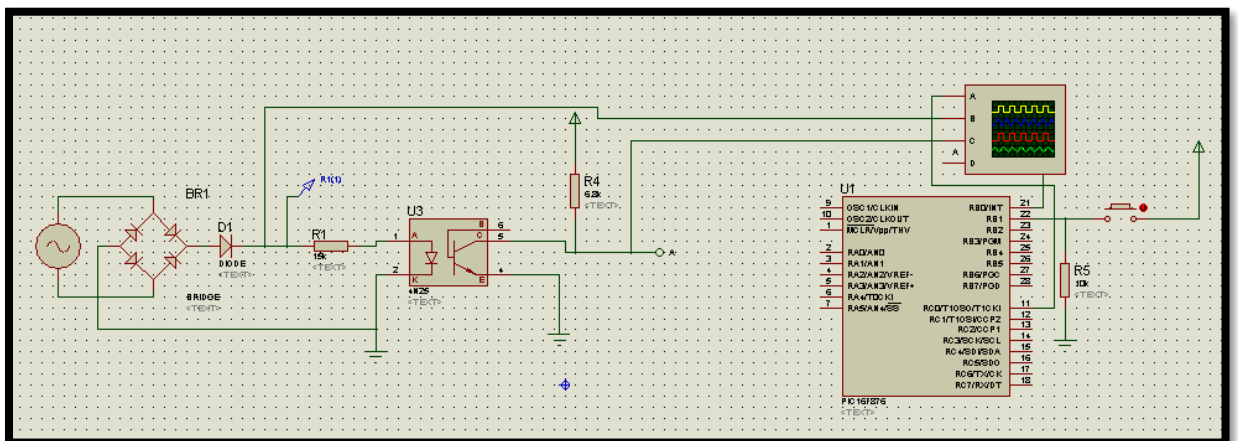 BR1
BRIDGE
<TEXT>
D1
DIODE
<TEXT>
R1(1)
R1
15k
<TEXT>
U3
A
K
B
C
E
1
2
6
5
4
4N25
<TEXT>
R4
6.8k
<TEXT>
A
A
B
C
D
A
U1
9 OSC1/CLKIN
10 OSC2/CLKOUT
1 MCLR/Vpp/THV
2 RA0/AN0
3 RA1/AN1
4 RA2/AN2/VREF-
5 RA3/AN3/VREF+
6 RA4/T0CKI
7 RA5/AN4/SS
RB0/INT 21
RB1 22
RB2 23
RB3/PGM 24
RB4 25
RB5 26
RB6/PGC 27
RB7/PGD 28
RC0/T1OSO/T1CKI 11
RC1/T1OSI/CCP2 12
RC2/CCP1 13
RC3/SCK/SCL 14
RC4/SDI/SDA 15
RC5/SDO 16
RC6/TX/CK 17
RC7/RX/DT 18
PIC16F876
<TEXT>
R5
10k
<TEXT>